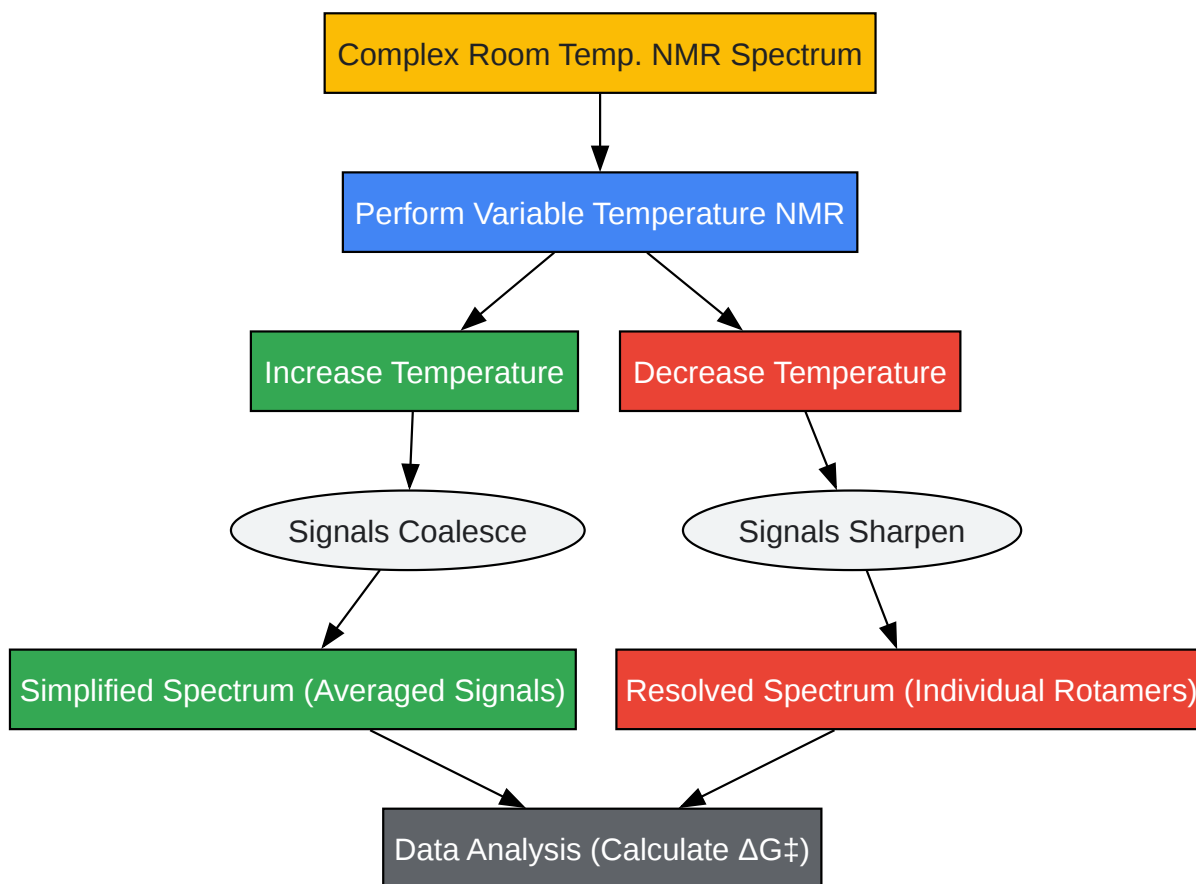 Complex Room Temp. NMR Spectrum
Perform Variable Temperature NMR
Increase Temperature
Decrease Temperature
Signals Coalesce
Signals Sharpen
Simplified Spectrum (Averaged Signals)
Resolved Spectrum (Individual Rotamers)
Data Analysis (Calculate ΔG‡)